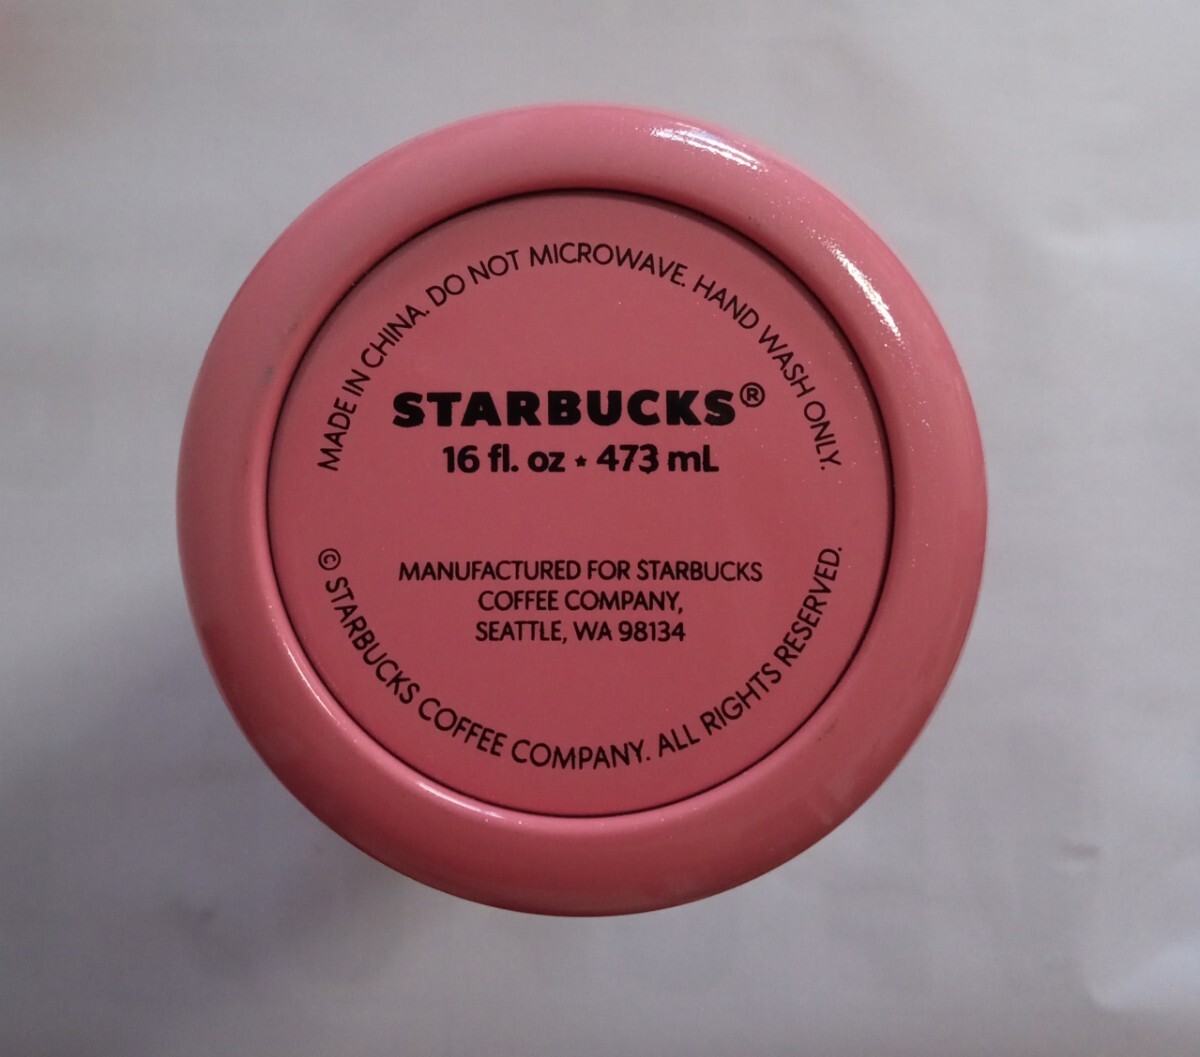 MADE IN CHINA. DO NOT MICROWAVE. HAND WASH ONLY.
STARBUCKS®
16 fl. oz ⋆ 473 mL
MANUFACTURED FOR STARBUCKS
COFFEE COMPANY,
SEATTLE, WA 98134
© STARBUCKS COFFEE COMPANY. ALL RIGHTS RESERVED.